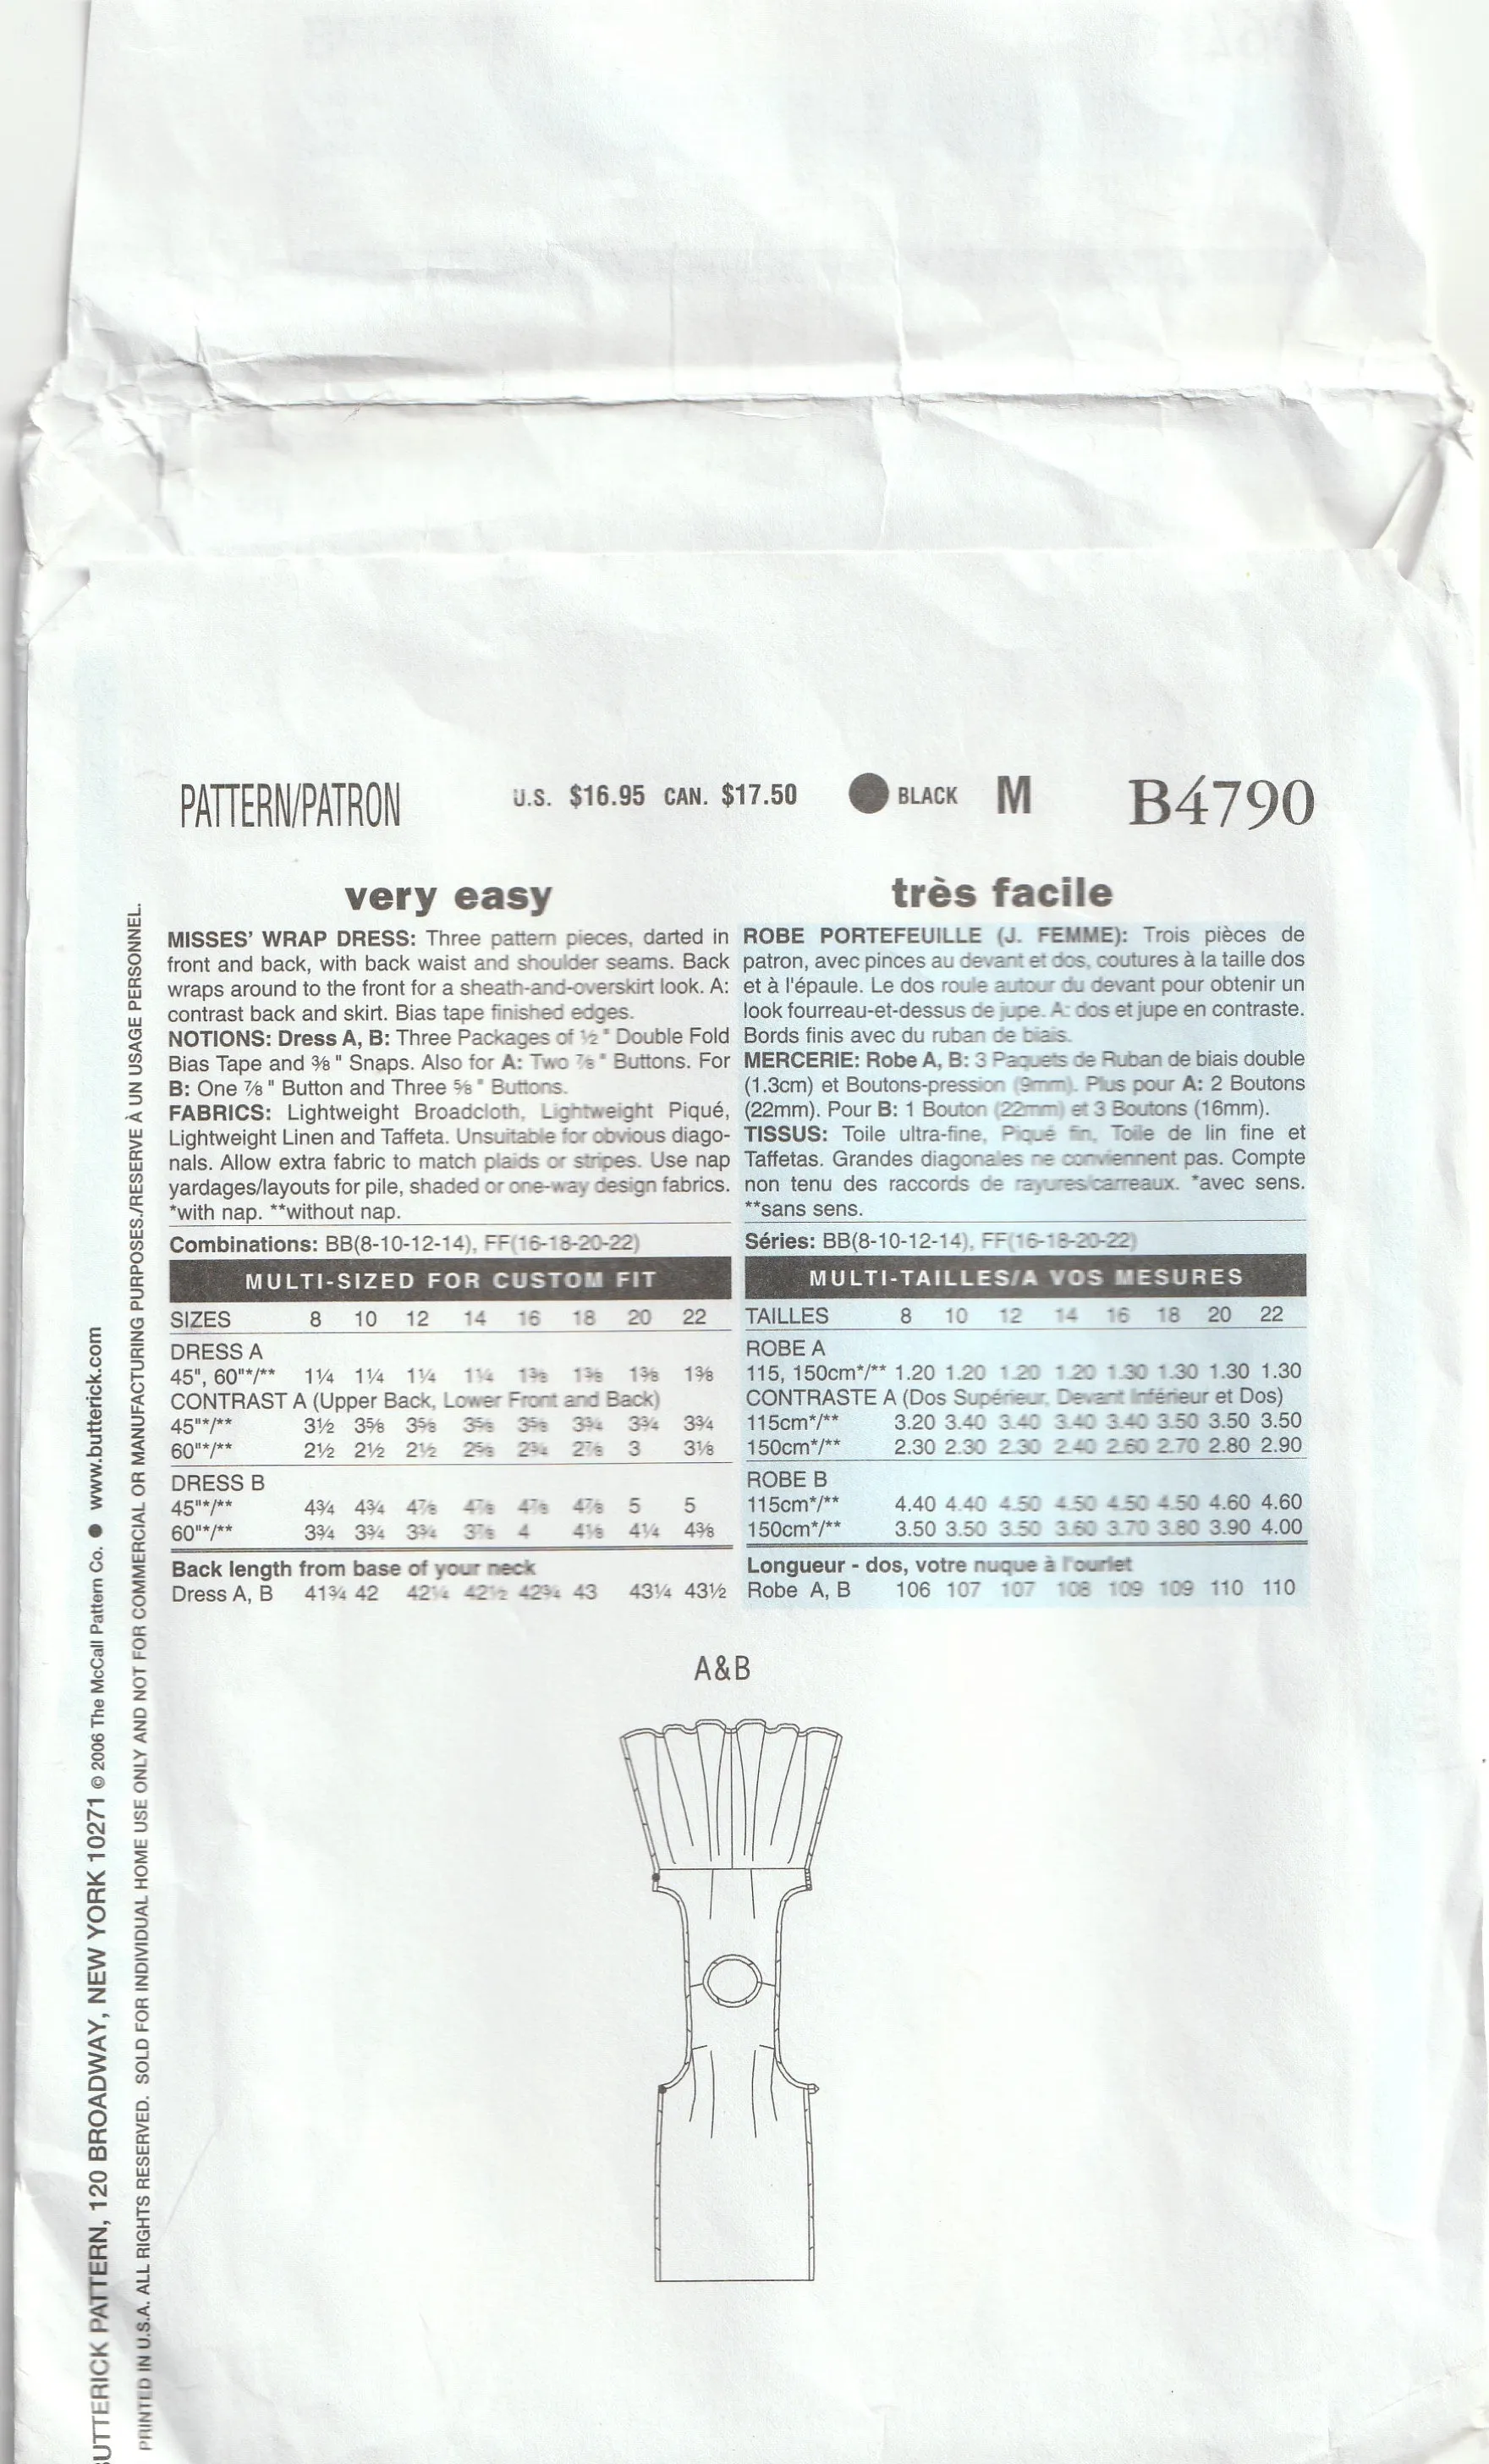 PATTERN/PATRON
U.S. $16.95 CAN. $17.50
BLACK M
B4790
very easy
MISSES' WRAP DRESS: Three pattern pieces, darted in
front and back, with back waist and shoulder seams. Back
wraps around to the front for a sheath-and-overskirt look. A:
contrast back and skirt. Bias tape finished edges.
NOTIONS: Dress A, B: Three Packages of ½" Double Fold
Bias Tape and ⅜" Snaps. Also for A: Two ⅞" Buttons. For
B: One ⅞" Button and Three ⅝" Buttons.
FABRICS: Lightweight Broadcloth, Lightweight Piqué,
Lightweight Linen and Taffeta. Unsuitable for obvious diago-
nals. Allow extra fabric to match plaids or stripes. Use nap
yardages/layouts for pile, shaded or one-way design fabrics.
*with nap. **without nap.
Combinations: BB(8-10-12-14), FF(16-18-20-22)
MULTI-SIZED FOR CUSTOM FIT
SIZES 8 10 12 14 16 18 20 22
DRESS A
45", 60"*/** 1¼ 1¼ 1¼ 1¼ 1⅜ 1⅜ 1⅜ 1⅜
CONTRAST A (Upper Back, Lower Front and Back)
45"*/** 3½ 3⅝ 3⅝ 3⅝ 3⅝ 3¾ 3¾ 3¾
60"*/** 2½ 2½ 2½ 2⅝ 2¾ 2⅞ 3 3⅛
DRESS B
45"*/** 4¾ 4¾ 4⅞ 4⅞ 4⅞ 4⅞ 5 5
60"*/** 3¾ 3¾ 3¾ 3⅞ 4 4⅛ 4¼ 4⅜
Back length from base of your neck
Dress A, B 41¾ 42 42¼ 42½ 42¾ 43 43¼ 43½
très facile
ROBE PORTEFEUILLE (J. FEMME): Trois pièces de
patron, avec pinces au devant et dos, coutures à la taille dos
et à l'épaule. Le dos roule autour du devant pour obtenir un
look fourreau-et-dessus de jupe. A: dos et jupe en contraste.
Bords finis avec du ruban de biais.
MERCERIE: Robe A, B: 3 Paquets de Ruban de biais double
(1.3cm) et Boutons-pression (9mm). Plus pour A: 2 Boutons
(22mm). Pour B: 1 Bouton (22mm) et 3 Boutons (16mm).
TISSUS: Toile ultra-fine, Piqué fin, Toile de lin fine et
Taffetas. Grandes diagonales ne conviennent pas. Compte
non tenu des raccords de rayures/carreaux. *avec sens.
**sans sens.
Séries: BB(8-10-12-14), FF(16-18-20-22)
MULTI-TAILLES/A VOS MESURES
TAILLES 8 10 12 14 16 18 20 22
ROBE A
115, 150cm*/** 1.20 1.20 1.20 1.20 1.30 1.30 1.30 1.30
CONTRASTE A (Dos Supérieur, Devant Inférieur et Dos)
115cm*/** 3.20 3.40 3.40 3.40 3.40 3.50 3.50 3.50
150cm*/** 2.30 2.30 2.30 2.40 2.60 2.70 2.80 2.90
ROBE B
115cm*/** 4.40 4.40 4.50 4.50 4.50 4.50 4.60 4.60
150cm*/** 3.50 3.50 3.50 3.60 3.70 3.80 3.90 4.00
Longueur - dos, votre nuque à l'ourlet
Robe A, B 106 107 107 108 109 109 110 110
A&B
BUTTERICK PATTERN, 120 BROADWAY, NEW YORK 10271 © 2006 The McCall Pattern Co. ● www.butterick.com
PRINTED IN U.S.A. ALL RIGHTS RESERVED. SOLD FOR INDIVIDUAL HOME USE ONLY AND NOT FOR COMMERCIAL OR MANUFACTURING PURPOSES./RESERVE À UN USAGE PERSONNEL.